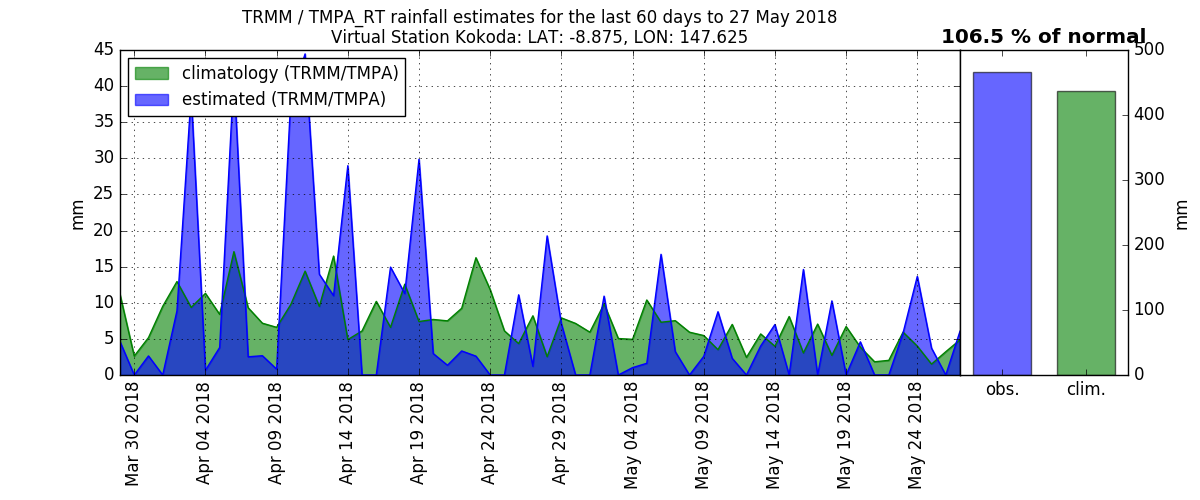 TRMM / TMPA_RT rainfall estimates for the last 60 days to 27 May 2018
Virtual Station Kokoda: LAT: -8.875, LON: 147.625
106.5 % of normal
climatology (TRMM/TMPA)
estimated (TRMM/TMPA)
45
40
35
30
25
20
15
10
5
0
mm
Mar 30 2018
Apr 04 2018
Apr 09 2018
Apr 14 2018
Apr 19 2018
Apr 24 2018
Apr 29 2018
May 04 2018
May 09 2018
May 14 2018
May 19 2018
May 24 2018
500
400
300
200
100
0
mm
obs.
clim.